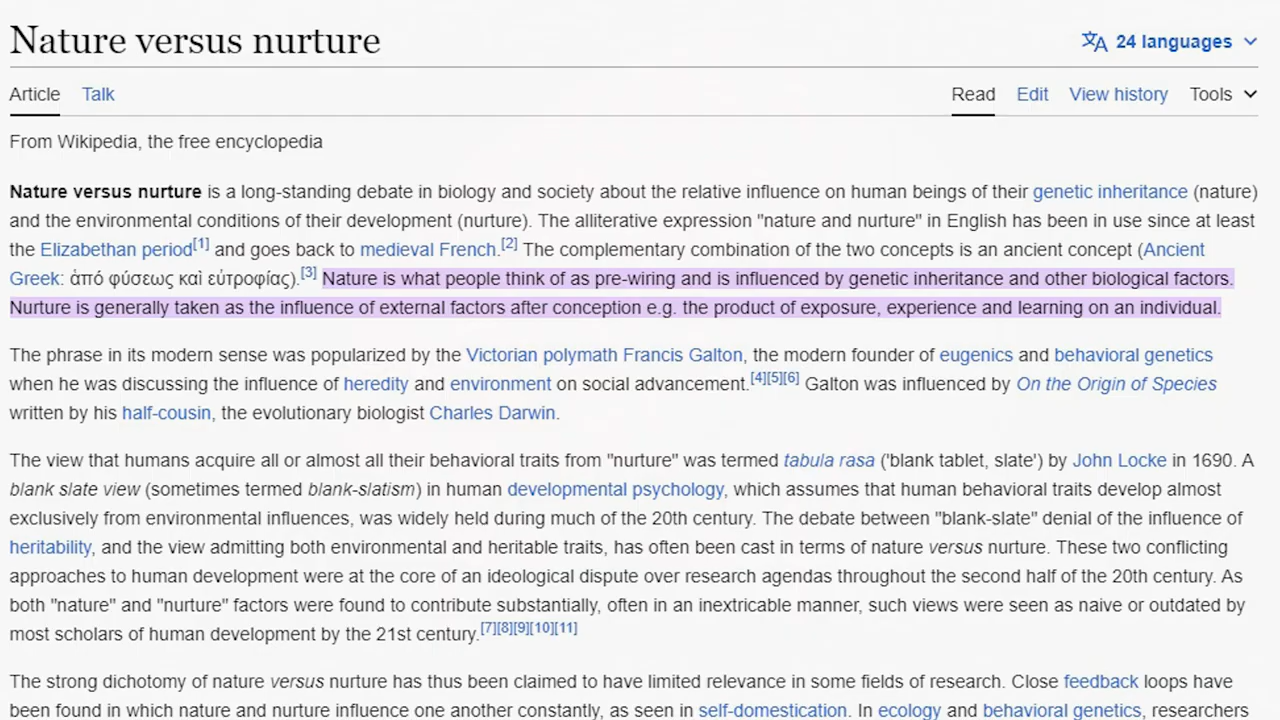 Nature versus nurture
24 languages
Article Talk Read Edit View history Tools
From Wikipedia, the free encyclopedia
Nature versus nurture is a long-standing debate in biology and society about the relative influence on human beings of their genetic inheritance (nature)
and the environmental conditions of their development (nurture). The alliterative expression "nature and nurture" in English has been in use since at least
the Elizabethan period[1] and goes back to medieval French.[2] The complementary combination of the two concepts is an ancient concept (Ancient
Greek: ἁπό φύσεως καὶ εὐτροφίας).[3] Nature is what people think of as pre-wiring and is influenced by genetic inheritance and other biological factors.
Nurture is generally taken as the influence of external factors after conception e.g. the product of exposure, experience and learning on an individual.
The phrase in its modern sense was popularized by the Victorian polymath Francis Galton, the modern founder of eugenics and behavioral genetics
when he was discussing the influence of heredity and environment on social advancement.[4][5][6] Galton was influenced by On the Origin of Species
written by his half-cousin, the evolutionary biologist Charles Darwin.
The view that humans acquire all or almost all their behavioral traits from "nurture" was termed tabula rasa ('blank tablet, slate') by John Locke in 1690. A
blank slate view (sometimes termed blank-slatism) in human developmental psychology, which assumes that human behavioral traits develop almost
exclusively from environmental influences, was widely held during much of the 20th century. The debate between "blank-slate" denial of the influence of
heritability, and the view admitting both environmental and heritable traits, has often been cast in terms of nature versus nurture. These two conflicting
approaches to human development were at the core of an ideological dispute over research agendas throughout the second half of the 20th century. As
both "nature" and "nurture" factors were found to contribute substantially, often in an inextricable manner, such views were seen as naive or outdated by
most scholars of human development by the 21st century.[7][8][9][10][11]
The strong dichotomy of nature versus nurture has thus been claimed to have limited relevance in some fields of research. Close feedback loops have
been found in which nature and nurture influence one another constantly, as seen in self-domestication. In ecology and behavioral genetics, researchers